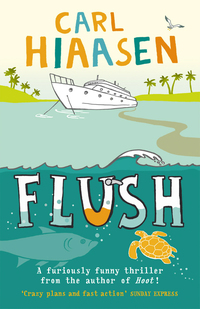 CARL
HIAASEN
FLUSH
A furiously funny thriller
from the author of Hoot!
'Crazy plans and fast action' SUNDAY EXPRESS